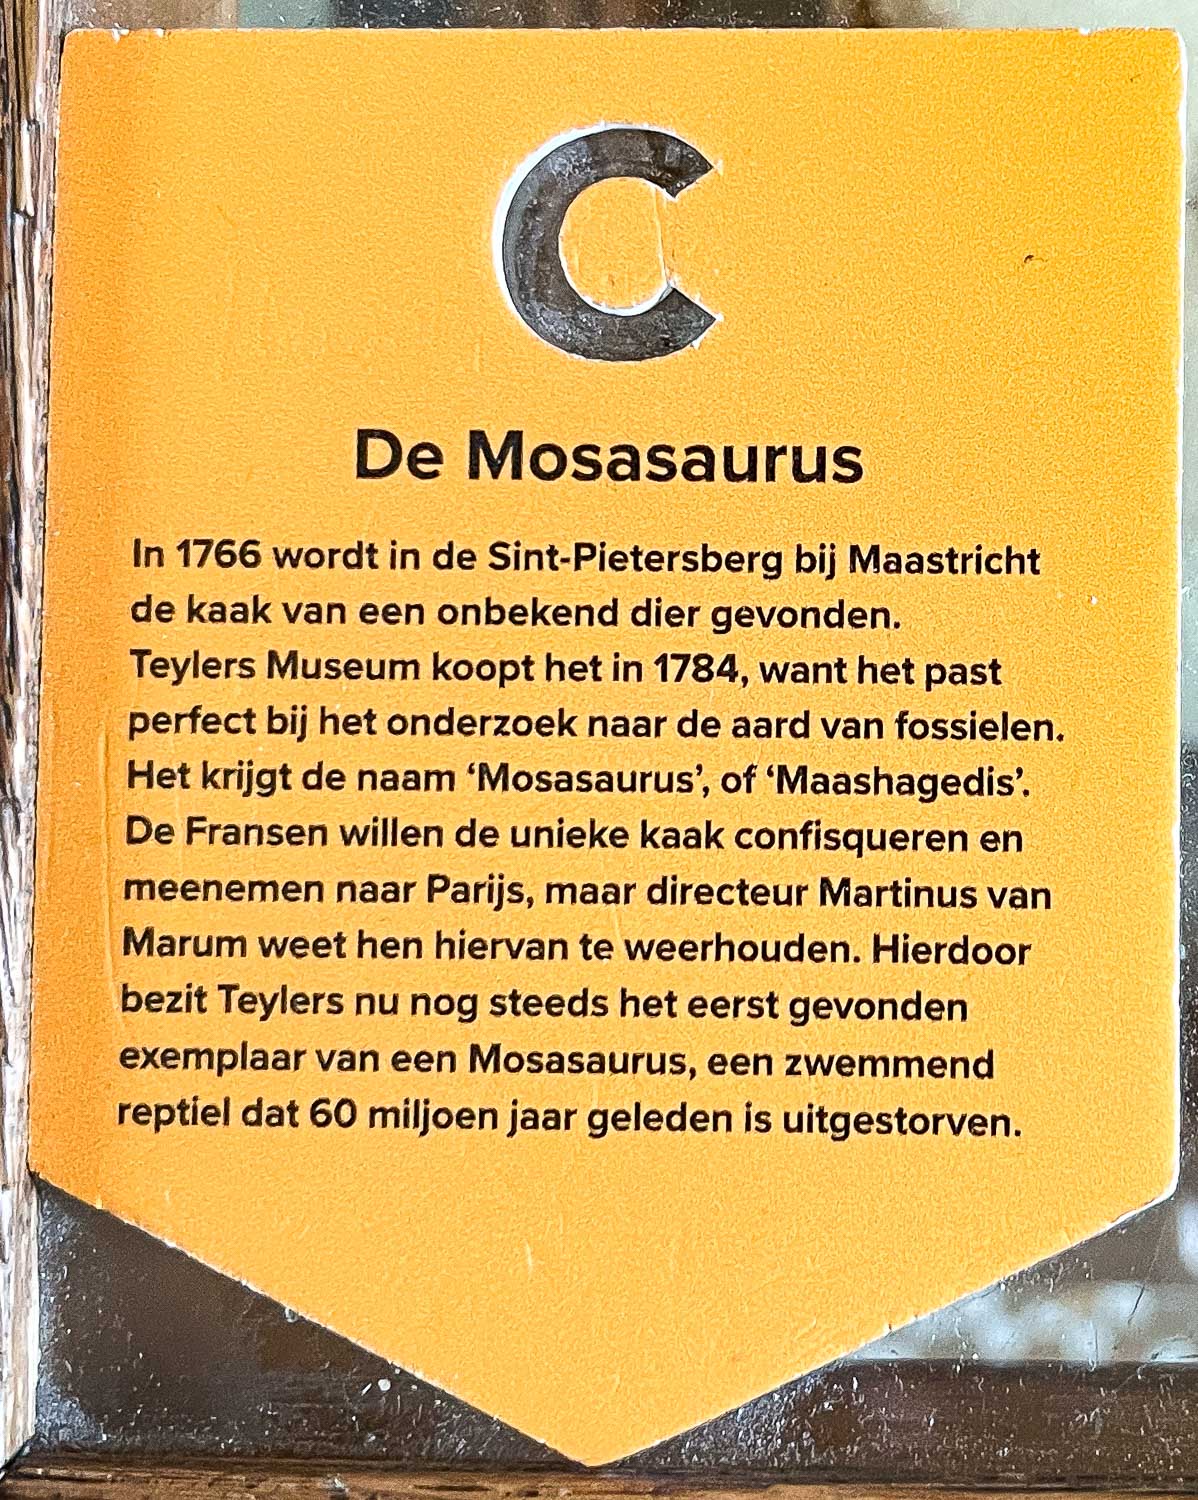 C
De Mosasaurus
In 1766 wordt in de Sint-Pietersberg bij Maastricht
de kaak van een onbekend dier gevonden.
Teylers Museum koopt het in 1784, want het past
perfect bij het onderzoek naar de aard van fossielen.
Het krijgt de naam ‘Mosasaurus’, of ‘Maashagedis’.
De Fransen willen de unieke kaak confisqueren en
meenemen naar Parijs, maar directeur Martinus van
Marum weet hen hiervan te weerhouden. Hierdoor
bezit Teylers nu nog steeds het eerst gevonden
exemplaar van een Mosasaurus, een zwemmend
reptiel dat 60 miljoen jaar geleden is uitgestorven.